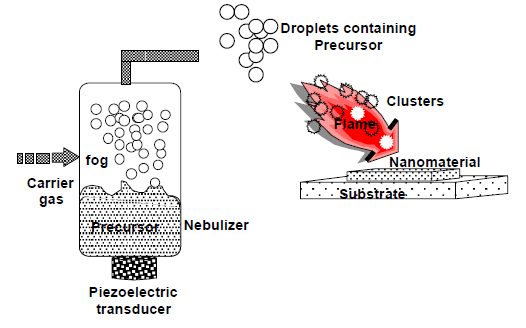 Droplets containing
Precursor
Clusters
Flame
Nanomaterial
Substrate
fog
Carrier
gas
Precursor
Nebulizer
Piezoelectric
transducer